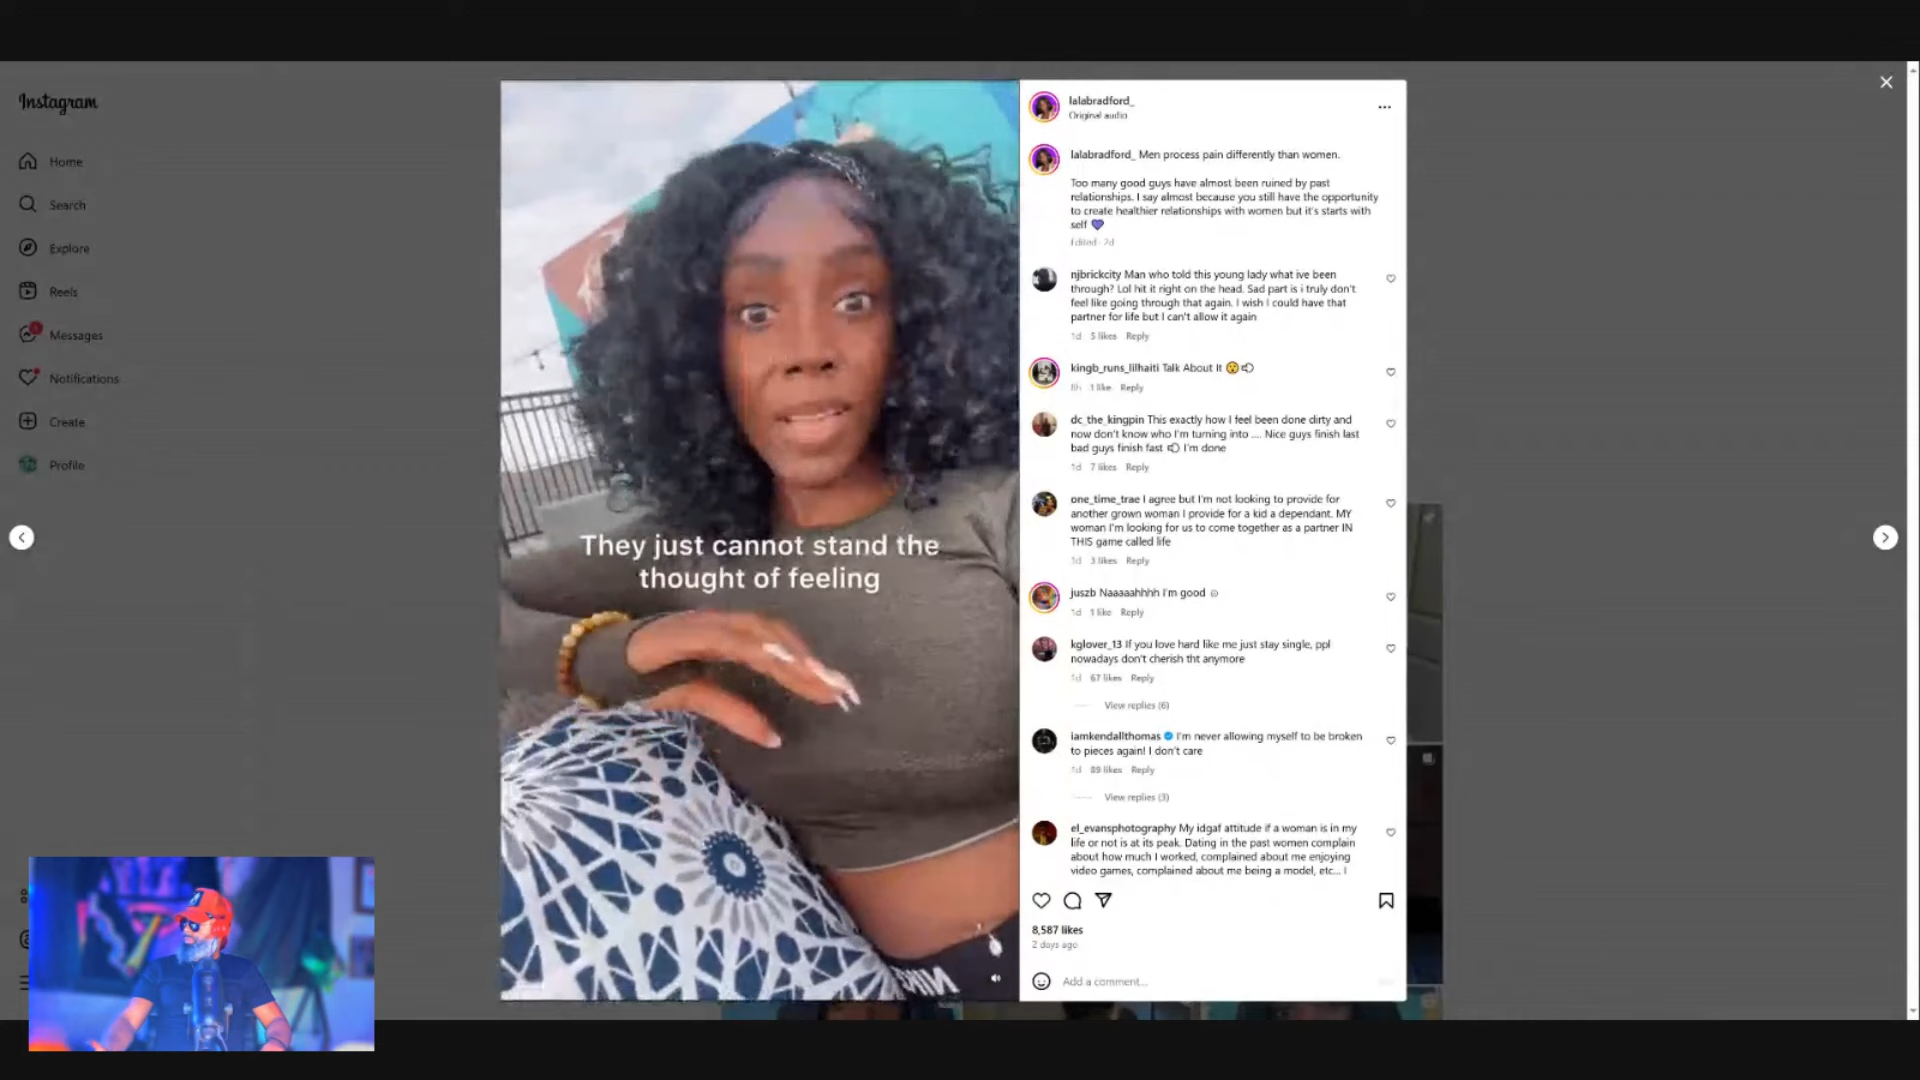 Instagram
Home
Search
Explore
Reels
Messages
Notifications
Create
Profile
They just cannot stand the
thought of feeling
lalabradford_
Original audio
lalabradford_ Men process pain differently than women.
Too many good guys have almost been ruined by past
relationships. I say almost because you still have the opportunity
to create healthier relationships with women but it's starts with
self 💜
Edited · 2d
njbrickcity Man who told this young lady what ive been
through? Lol hit it right on the head. Sad part is i truly don't
feel like going through that again. I wish I could have that
partner for life but I can't allow it again
1d 5 likes Reply
kingb_runs_lilhaiti Talk About It
8h 1 like Reply
dc_the_kingpin This exactly how I feel been done dirty and
now don't know who I'm turning into .... Nice guys finish last
bad guys finish fast I'm done
1d 7 likes Reply
one_time_trae I agree but I'm not looking to provide for
another grown woman I provide for a kid a dependant. MY
woman I'm looking for us to come together as a partner IN
THIS game called life
1d 3 likes Reply
juszb Naaaaahhhh I'm good
1d 1 like Reply
kglover_13 If you love hard like me just stay single, ppl
nowadays don't cherish tht anymore
1d 67 likes Reply
View replies (6)
iamkendallthomas I'm never allowing myself to be broken
to pieces again! I don't care
1d 89 likes Reply
View replies (3)
el_evansphotography My idgaf attitude if a woman is in my
life or not is at its peak. Dating in the past women complain
about how much I worked, complained about me enjoying
video games, complained about me being a model, etc... I
8,587 likes
2 days ago
Add a comment...